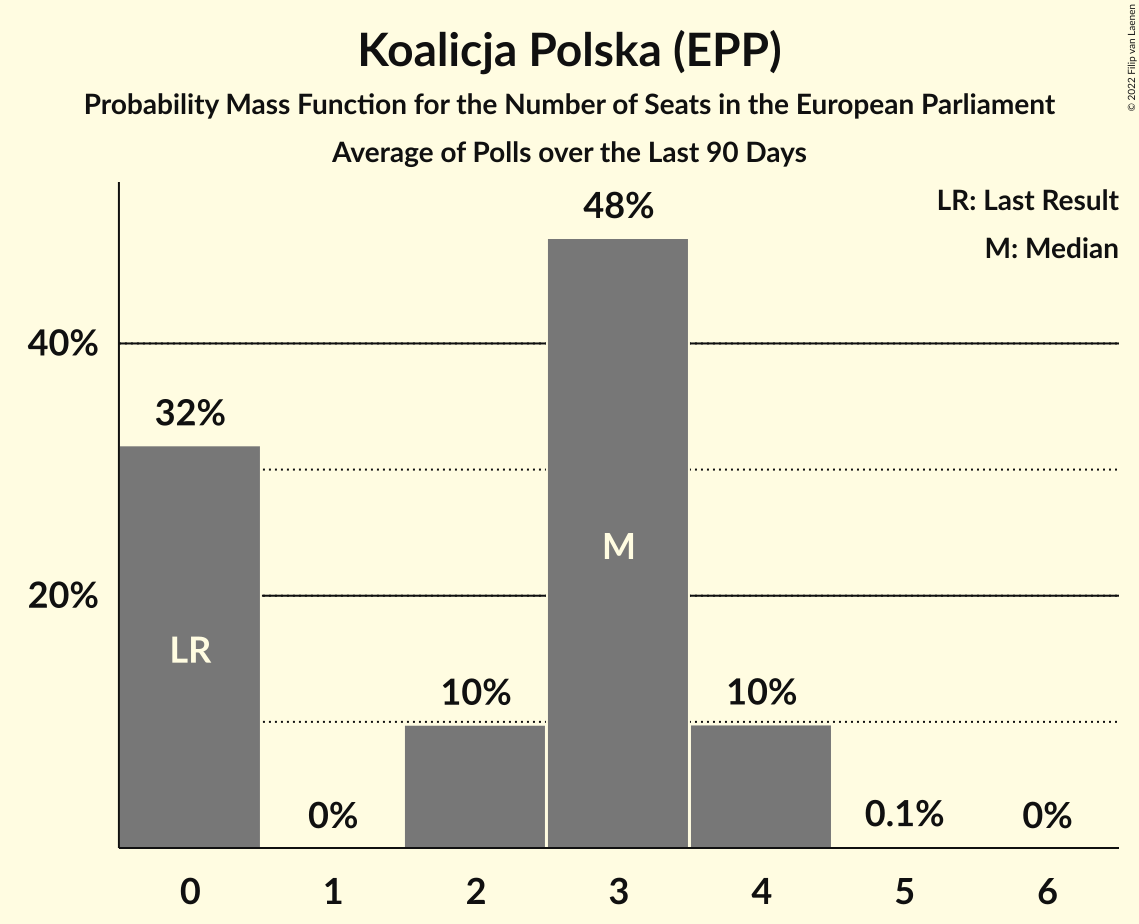 Koalicja Polska (EPP)
Probability Mass Function for the Number of Seats in the European Parliament
Average of Polls over the Last 90 Days
© 2022 Filip van Laenen
LR: Last Result
M: Median
48%
40%
32%
M
20%
LR
10%
10%
0%
0.1%
0%
0 1 2 3 4 5 6